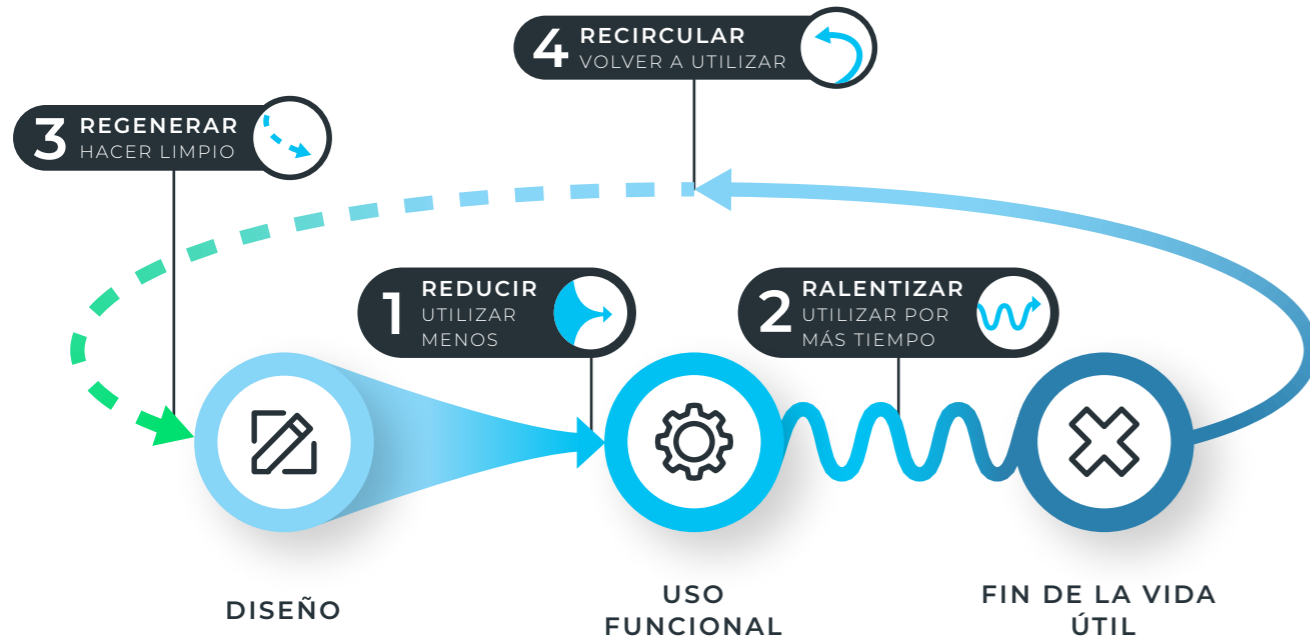 4 RECIRCULAR
VOLVER A UTILIZAR
3 REGENERAR
HACER LIMPIO
1 REDUCIR
UTILIZAR
MENOS
2 RALENTIZAR
UTILIZAR POR
MÁS TIEMPO
DISEÑO
USO
FUNCIONAL
FIN DE LA VIDA
ÚTIL